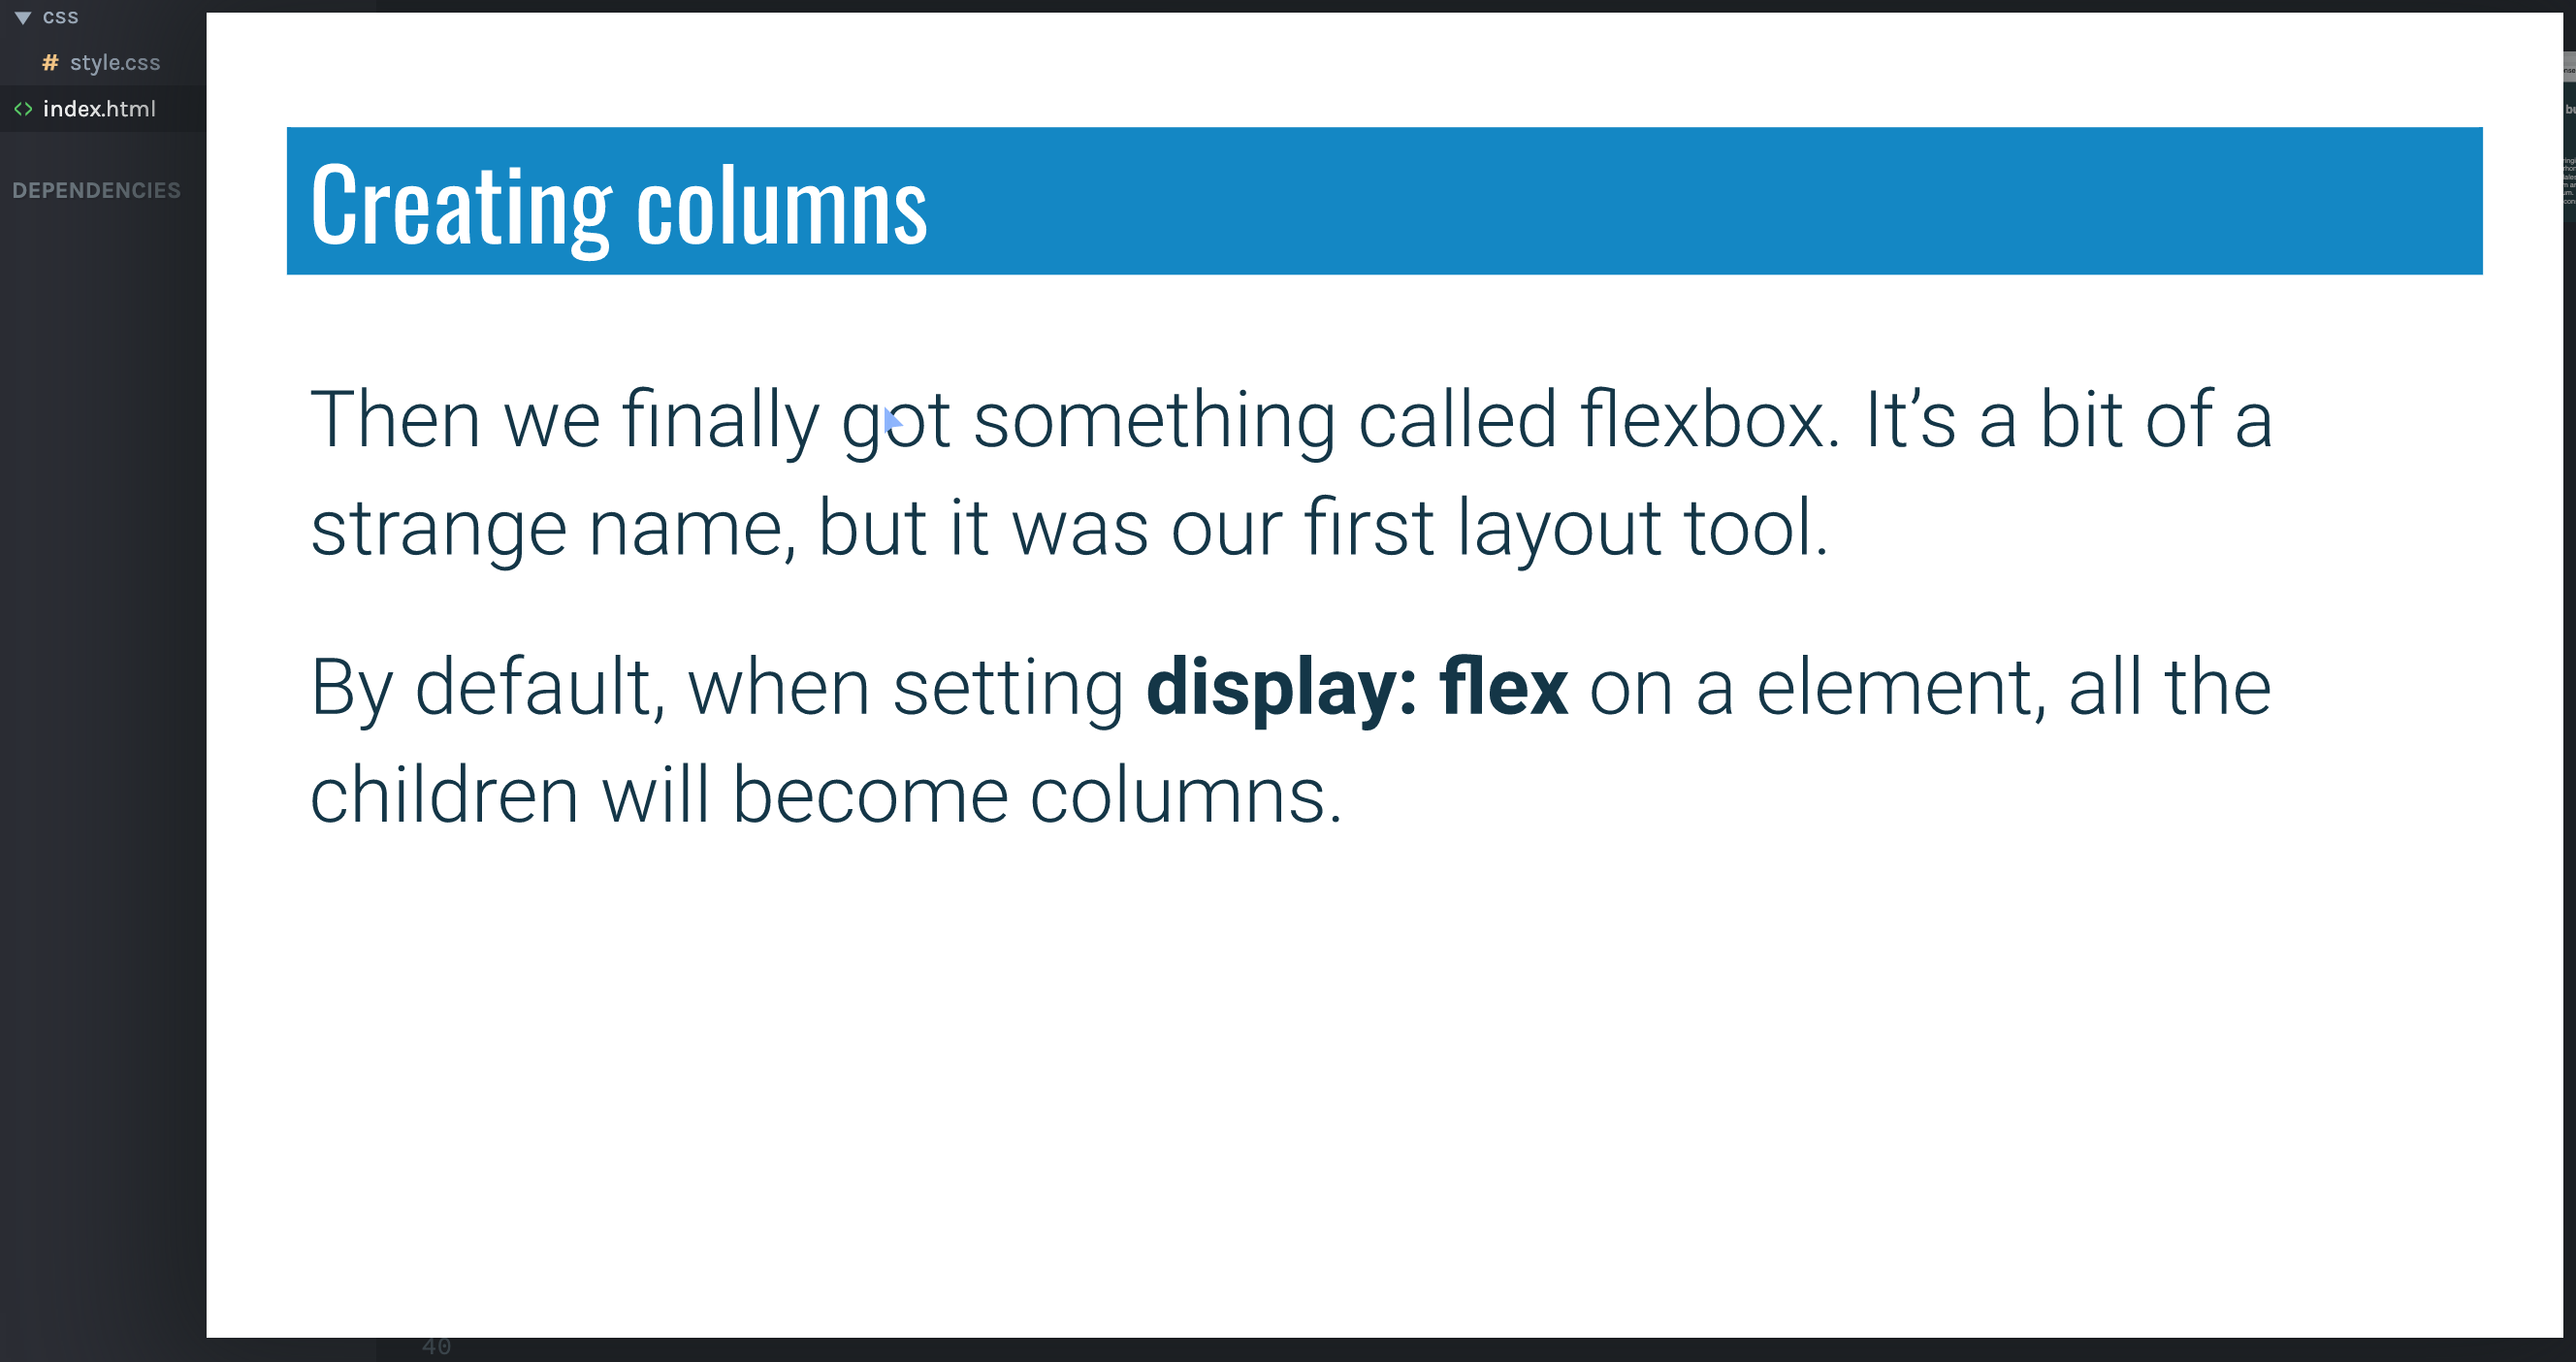 css
# style.css
<> index.html
DEPENDENCIES
Creating columns
Then we finally got something called flexbox. It’s a bit of a
strange name, but it was our first layout tool.
By default, when setting display: flex on a element, all the
children will become columns.
40